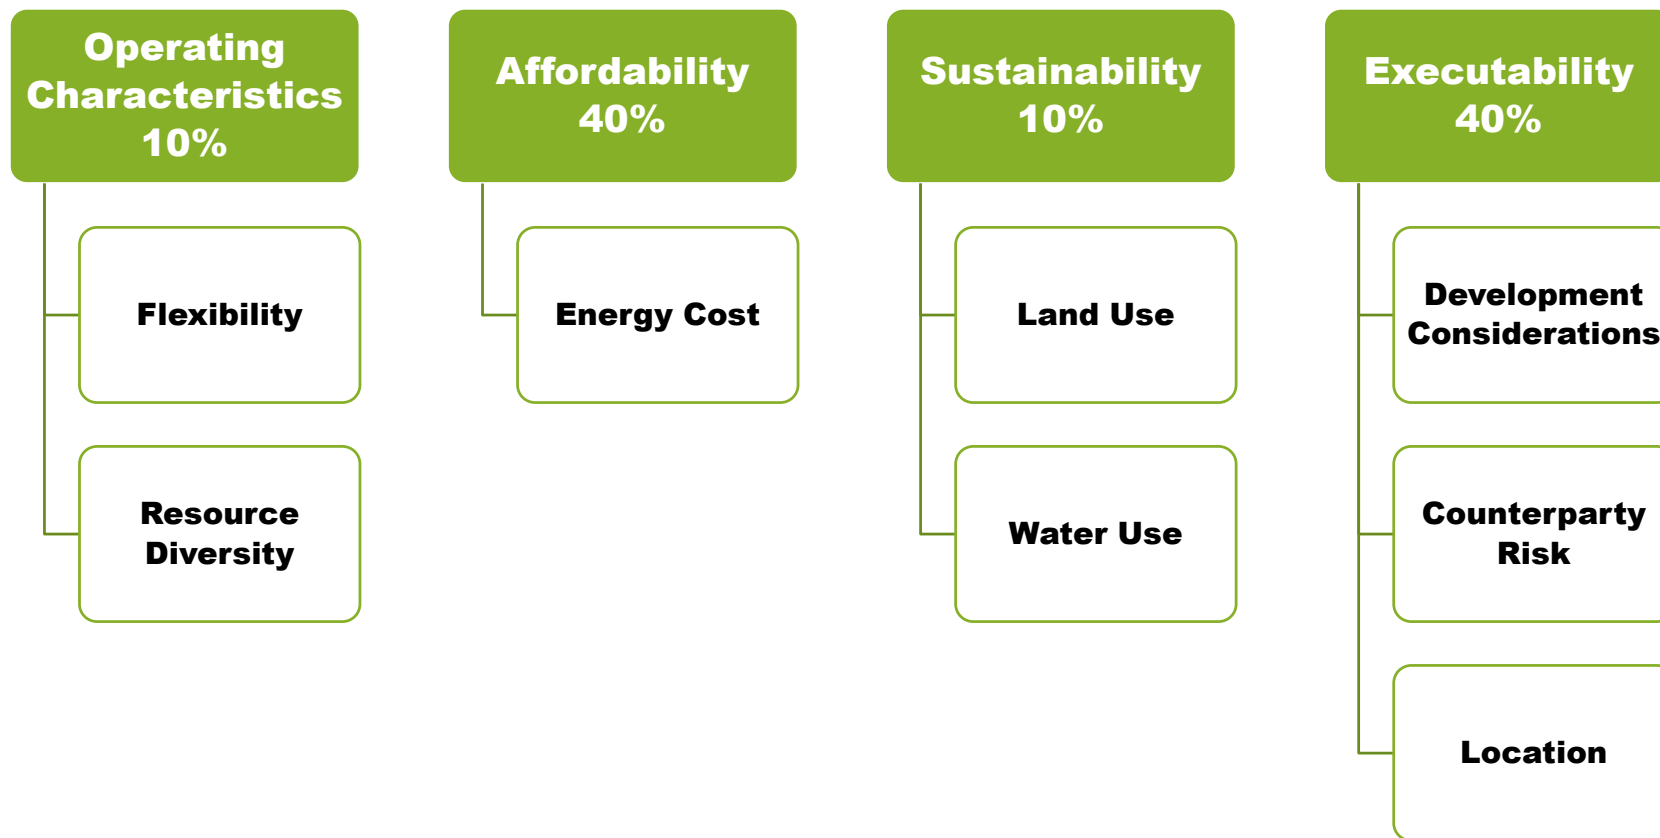 Operating
Characteristics
10%
Flexibility
Resource
Diversity
Affordability
40%
Energy Cost
Sustainability
10%
Land Use
Water Use
Executability
40%
Development
Considerations
Counterparty
Risk
Location